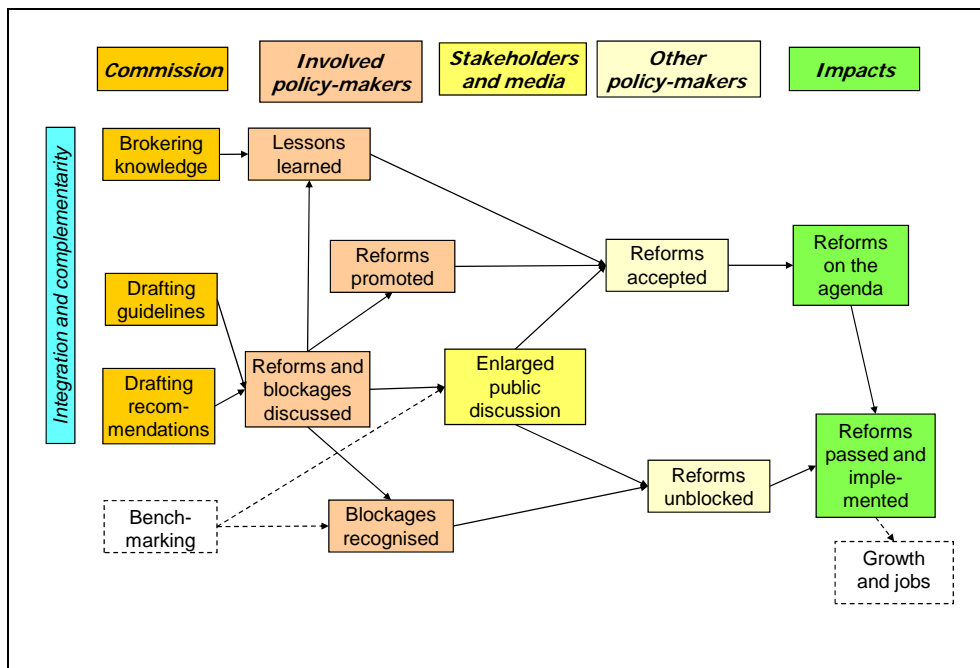 Commission
Involved
policy-makers
Stakeholders
and media
Other
policy-makers
Impacts
Integration and complementarity
Brokering
knowledge
Lessons
learned
Reforms
promoted
Reforms
accepted
Reforms
on the
agenda
Drafting
guidelines
Drafting
recom-
mendations
Reforms and
blockages
discussed
Enlarged
public
discussion
Reforms
passed and
imple-
mented
Reforms
unblocked
Bench-
marking
Blockages
recognised
Growth
and jobs